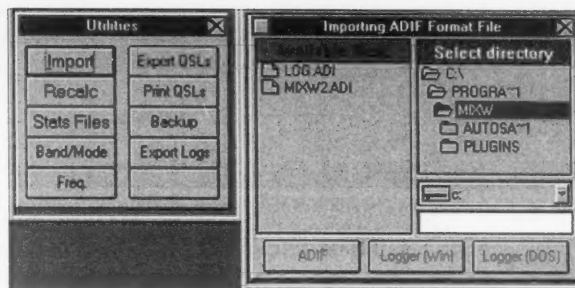 Utilities
Import
Export QSLs
Recalc
Print QSLs
Stats Files
Backup
Band/Mode
Export Logs
Freq.
Importing ADIF Format File
LOG.ADI
MIXW2.ADI
Select directory
C:\
PROGRA~1
MIXW
AUTOSA~1
PLUGINS
c:
ADIF
Logger (Win)
Logger (DOS)